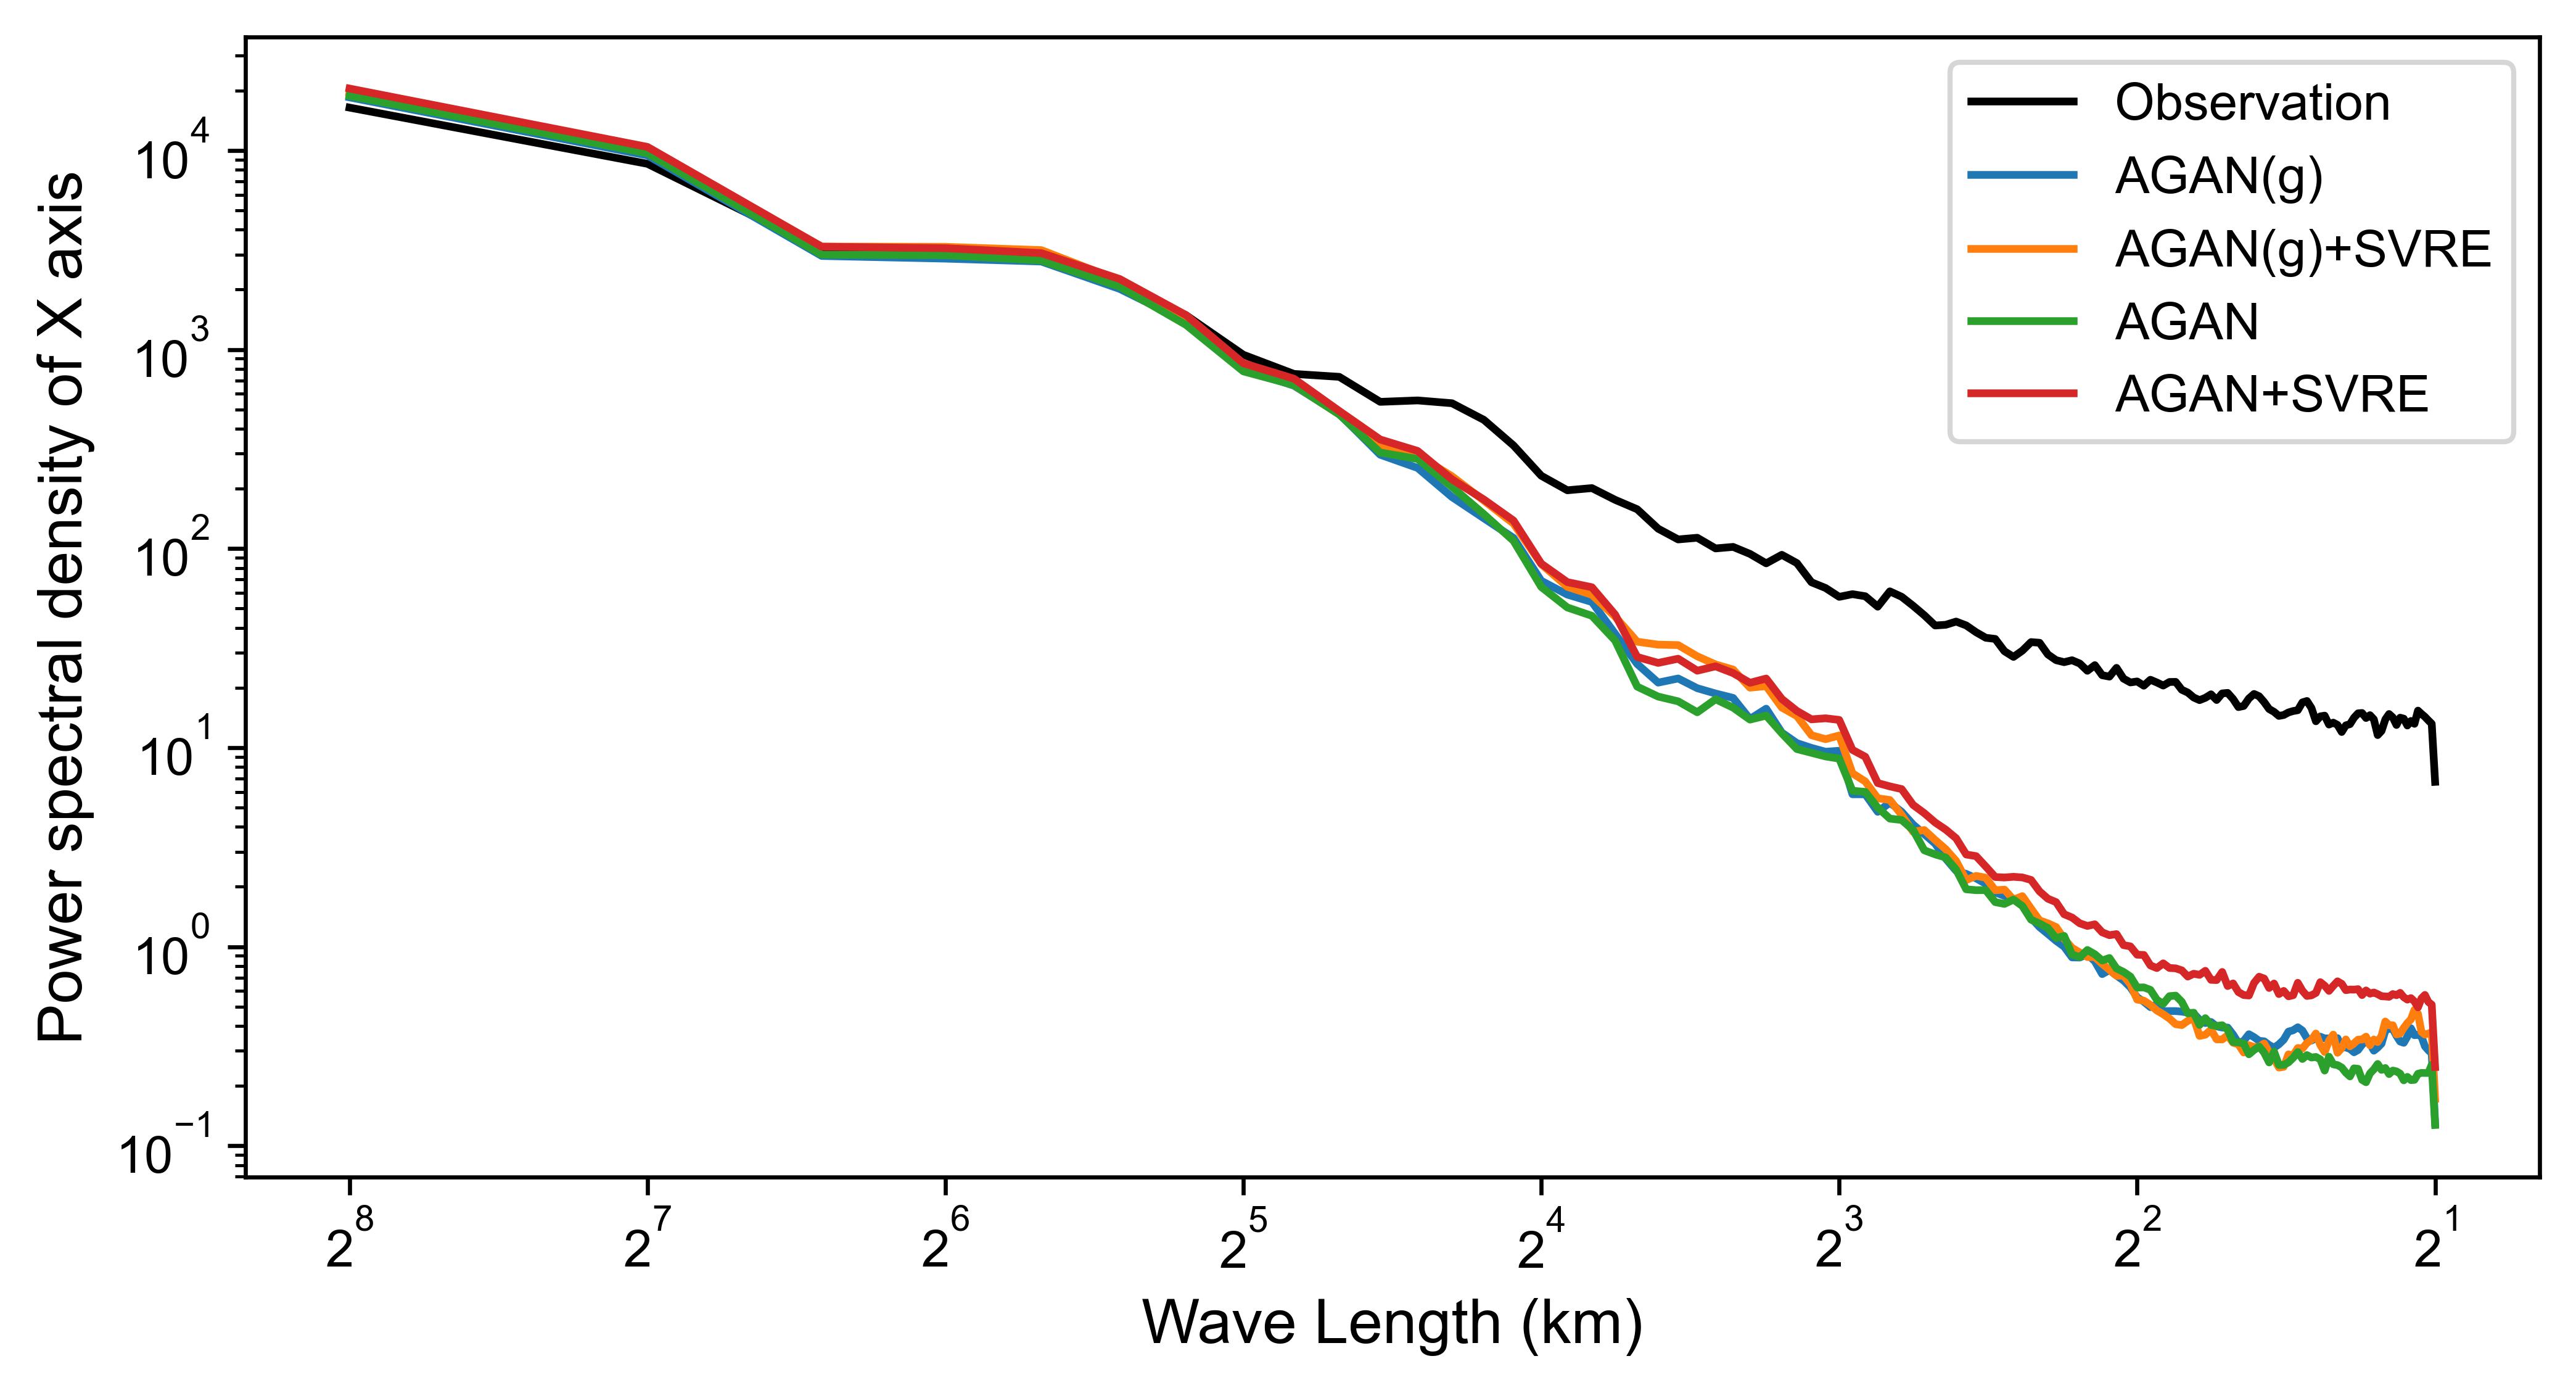 Power spectral density of X axis
10^4
10^3
10^2
10^1
10^0
10^−1
Observation
AGAN(g)
AGAN(g)+SVRE
AGAN
AGAN+SVRE
2^8 2^7 2^6 2^5 2^4 2^3 2^2 2^1
Wave Length (km)